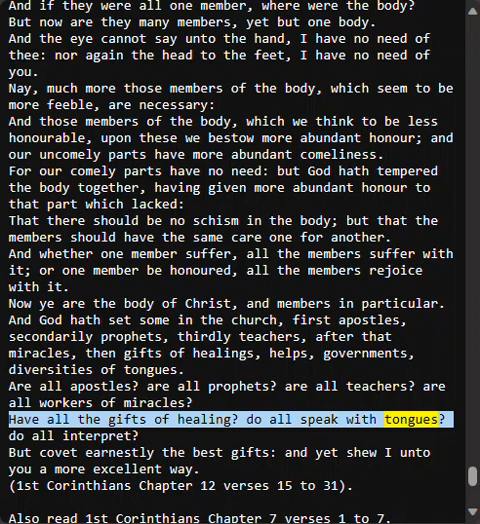 And if they were all one member, where were the body?
But now are they many members, yet but one body.
And the eye cannot say unto the hand, I have no need of
thee: nor again the head to the feet, I have no need of
you.
Nay, much more those members of the body, which seem to be
more feeble, are necessary:
And those members of the body, which we think to be less
honourable, upon these we bestow more abundant honour; and
our uncomely parts have more abundant comeliness.
For our comely parts have no need: but God hath tempered
the body together, having given more abundant honour to
that part which lacked:
That there should be no schism in the body; but that the
members should have the same care one for another.
And whether one member suffer, all the members suffer with
it; or one member be honoured, all the members rejoice
with it.
Now ye are the body of Christ, and members in particular.
And God hath set some in the church, first apostles,
secondarily prophets, thirdly teachers, after that
miracles, then gifts of healings, helps, governments,
diversities of tongues.
Are all apostles? are all prophets? are all teachers? are
all workers of miracles?
Have all the gifts of healing? do all speak with tongues?
do all interpret?
But covet earnestly the best gifts: and yet shew I unto
you a more excellent way.
(1st Corinthians Chapter 12 verses 15 to 31).

Also read 1st Corinthians Chapter 7 verses 1 to 7.